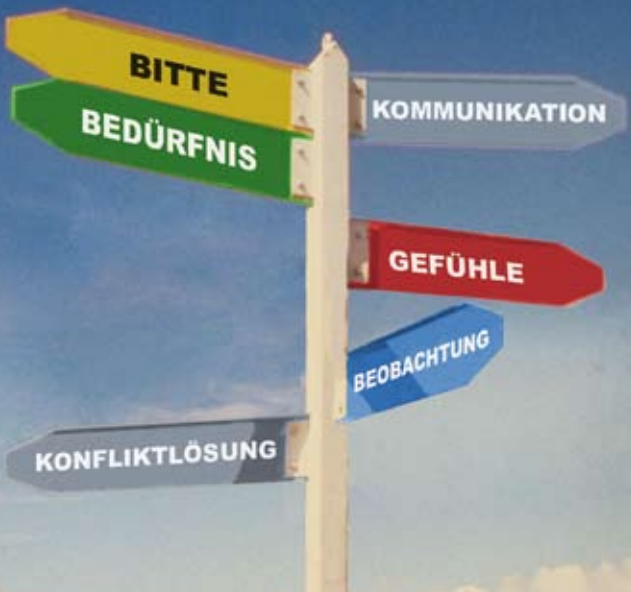 BITTE
KOMMUNIKATION
BEDÜRFNIS
GEFÜHLE
BEOBACHTUNG
KONFLIKTLÖSUNG